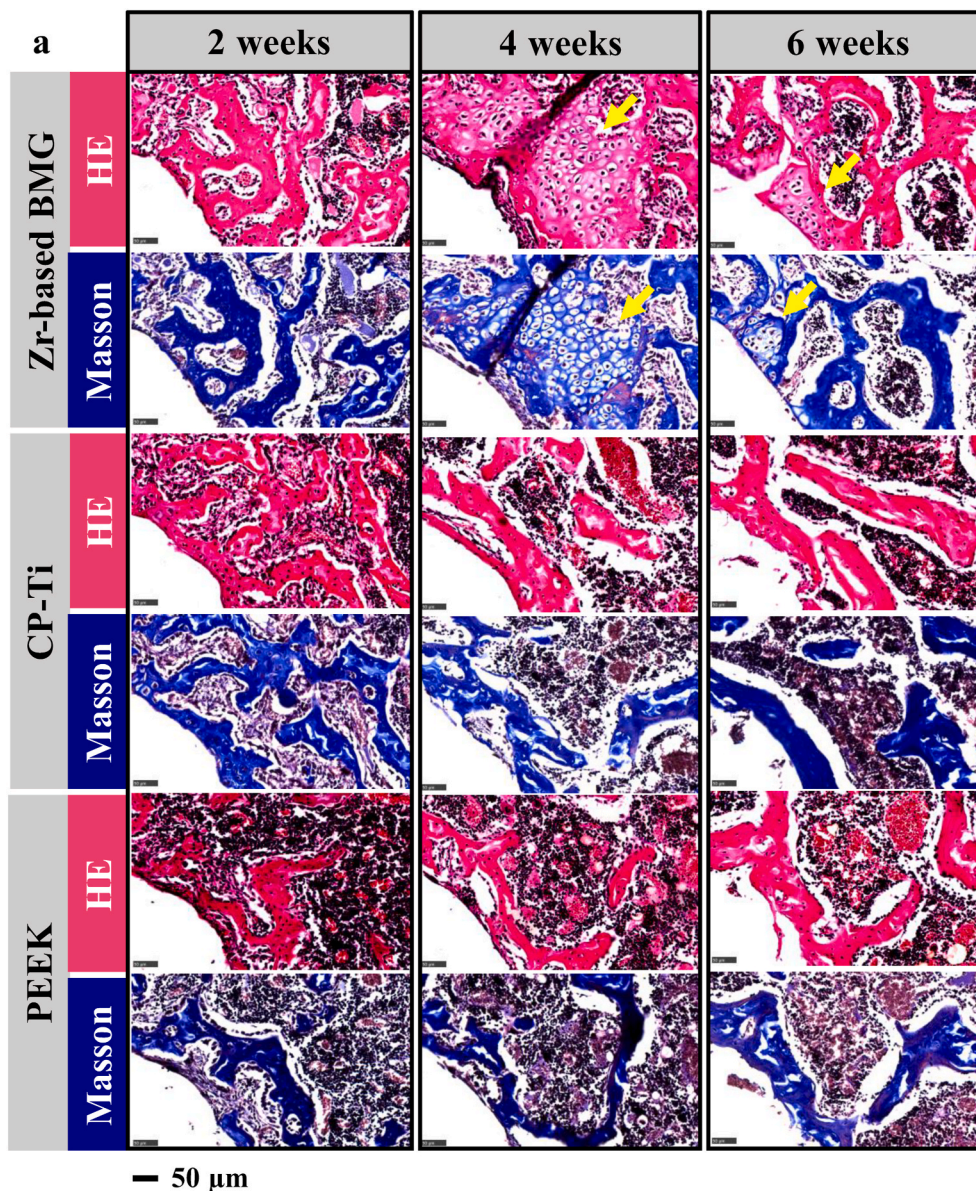 a
2 weeks
4 weeks
6 weeks
Zr-based BMG
HE
Masson
CP-Ti
HE
Masson
PEEK
HE
Masson
50 µm